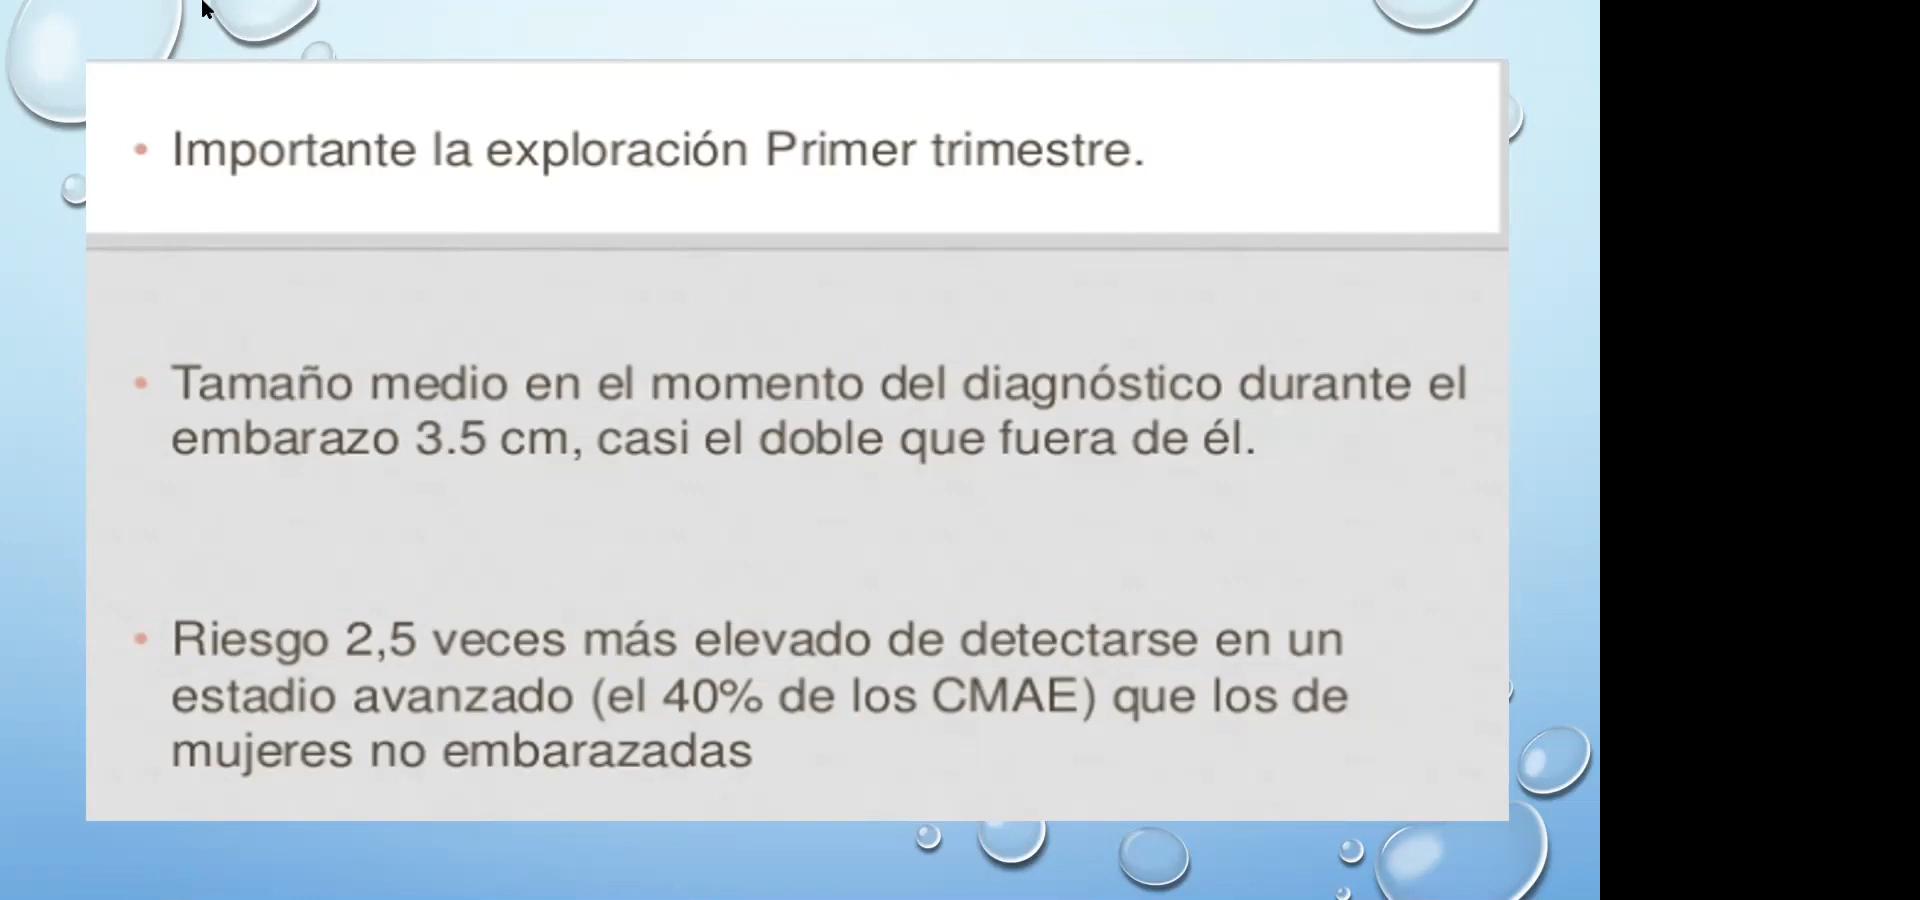 • Importante la exploración Primer trimestre.
• Tamaño medio en el momento del diagnóstico durante el
embarazo 3.5 cm, casi el doble que fuera de él.
• Riesgo 2,5 veces más elevado de detectarse en un
estadio avanzado (el 40% de los CMAE) que los de
mujeres no embarazadas